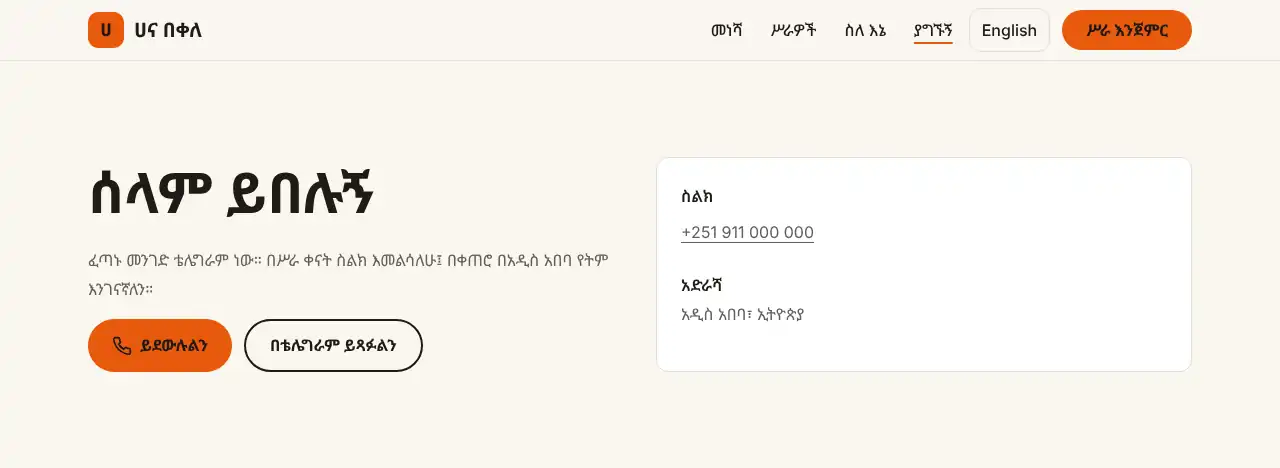 ሀ ሀና በቀለ
መነሻ ሥራዎች ስለ እኔ ያግኙኝ English ሥራ እንጀምር
ሰላም ይበሉኝ
ፈጣኑ መንገድ ቴሌግራም ነው። በሥራ ቀናት ስልክ እመልሳለሁ፤ በቀጠሮ በአዲስ አበባ የትም
እንገናኛለን።
ይደውሉልን በቴሌግራም ይጻፉልን
ስልክ
+251 911 000 000
አድራሻ
አዲስ አበባ፣ ኢትዮጵያ